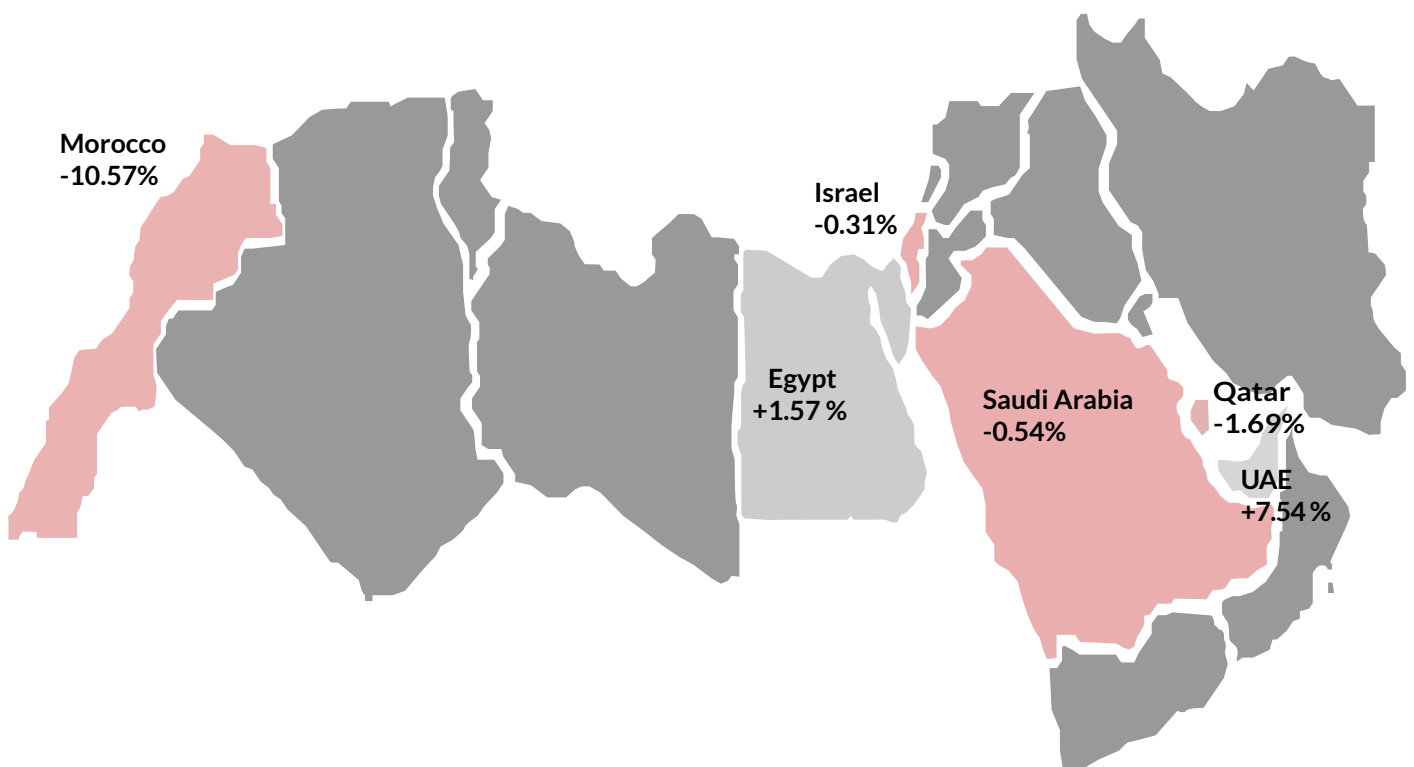 Morocco
-10.57%
Israel
-0.31%
Egypt
+1.57 %
Saudi Arabia
-0.54%
Qatar
-1.69%
UAE
+7.54 %